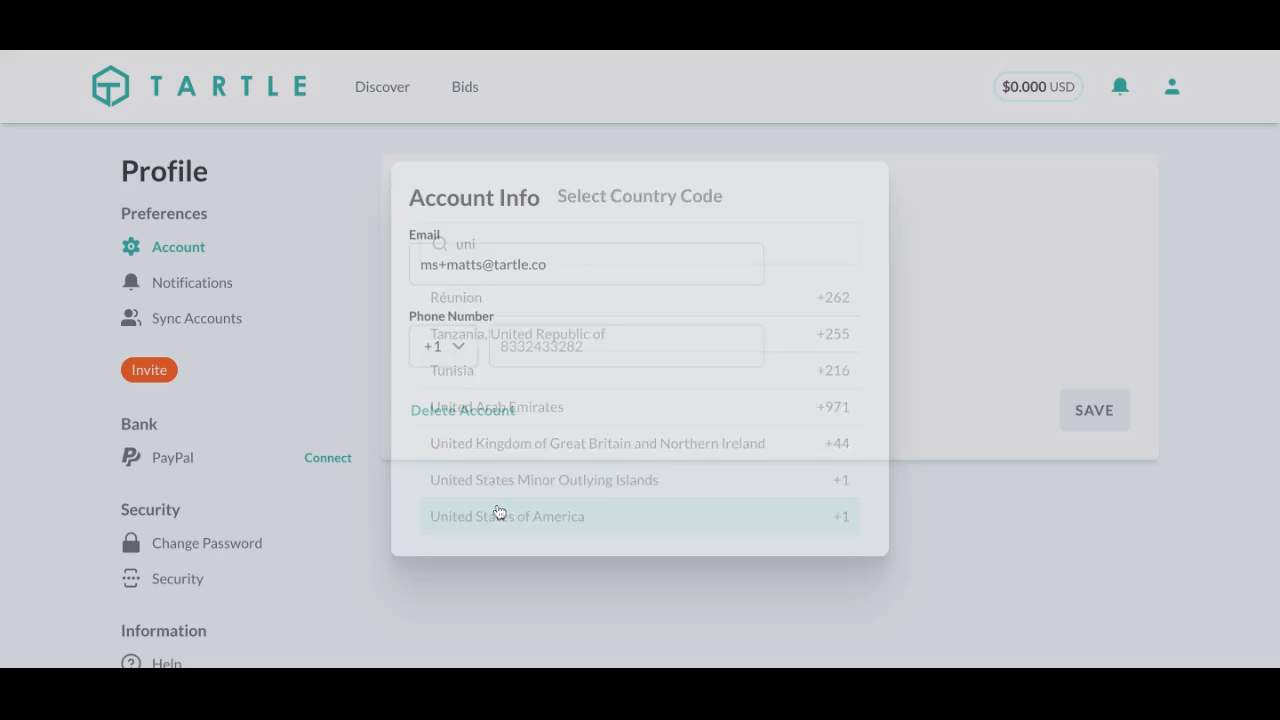 TARTLE
Discover
Bids
$0.000 USD
Profile
Preferences
Account
Notifications
Sync Accounts
Invite
Bank
PayPal
Connect
Security
Change Password
Security
Information
Help
Account Info
Select Country Code
Email
uni
ms+matts@tartle.co
Réunion +262
Phone Number
Tanzania, United Republic of +255
+1
8332433282
Tunisia +216
United Arab Emirates +971
Delete Account
SAVE
United Kingdom of Great Britain and Northern Ireland +44
United States Minor Outlying Islands +1
United States of America +1